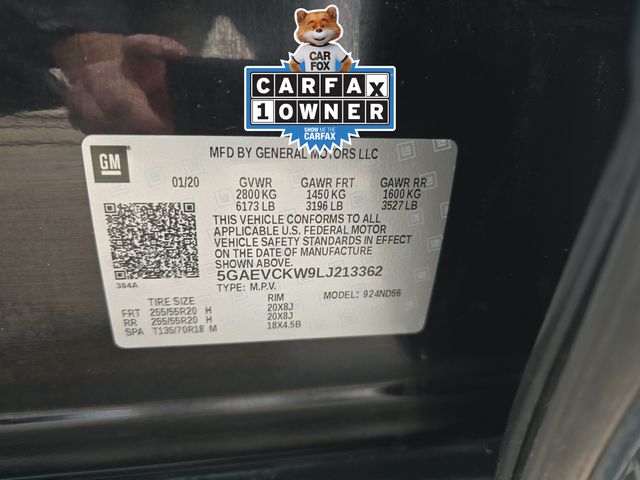 CAR
FOX
CARFAX
1 OWNER
SHOW ME THE
CARFAX
GM
MFD BY GENERAL MOTORS LLC
01/20 GVWR GAWR FRT GAWR RR
2800 KG 1450 KG 1600 KG
6173 LB 3196 LB 3527 LB
THIS VEHICLE CONFORMS TO ALL
APPLICABLE U.S. FEDERAL MOTOR
VEHICLE SAFETY STANDARDS IN EFFECT
ON THE DATE OF MANUFACTURE
SHOWN ABOVE.
384A 5GAEVCKW9LJ213362
TYPE: M.P.V. MODEL: 924ND56
TIRE SIZE RIM
FRT 255/55R20 H 20X8J
RR 255/55R20 H 20X8J
SPA T135/70R18 M 18X4.5B